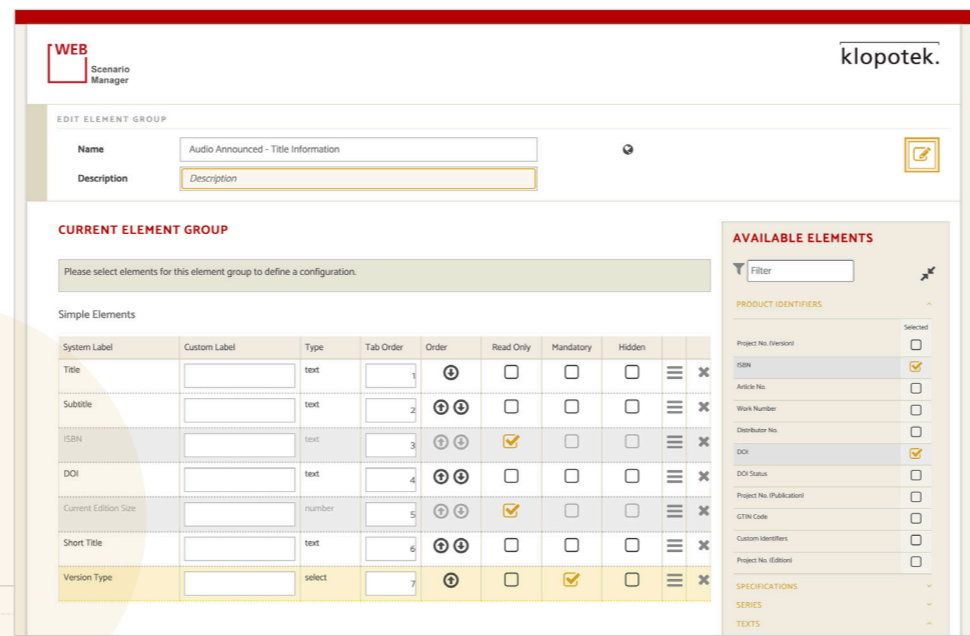 WEB
Scenario
Manager
klopotek.
EDIT ELEMENT GROUP
Name Audio Announced - Title Information
Description Description
CURRENT ELEMENT GROUP
Please select elements for this element group to define a configuration.
Simple Elements
System Label Custom Label Type Tab Order Order Read Only Mandatory Hidden
Title text 1
Subtitle text 2
ISBN text 3
DOI text 4
Current Edition Size number 5
Short Title text 6
Version Type select 7
AVAILABLE ELEMENTS
Filter
PRODUCT IDENTIFIERS
Selected
Project No. (Version)
ISBN
Article No.
Work Number
Distributor No.
DOI
DOI Status
Project No. (Publication)
GTIN Code
Custom Identifiers
Project No. (Edition)
SPECIFICATIONS
SERIES
TEXTS